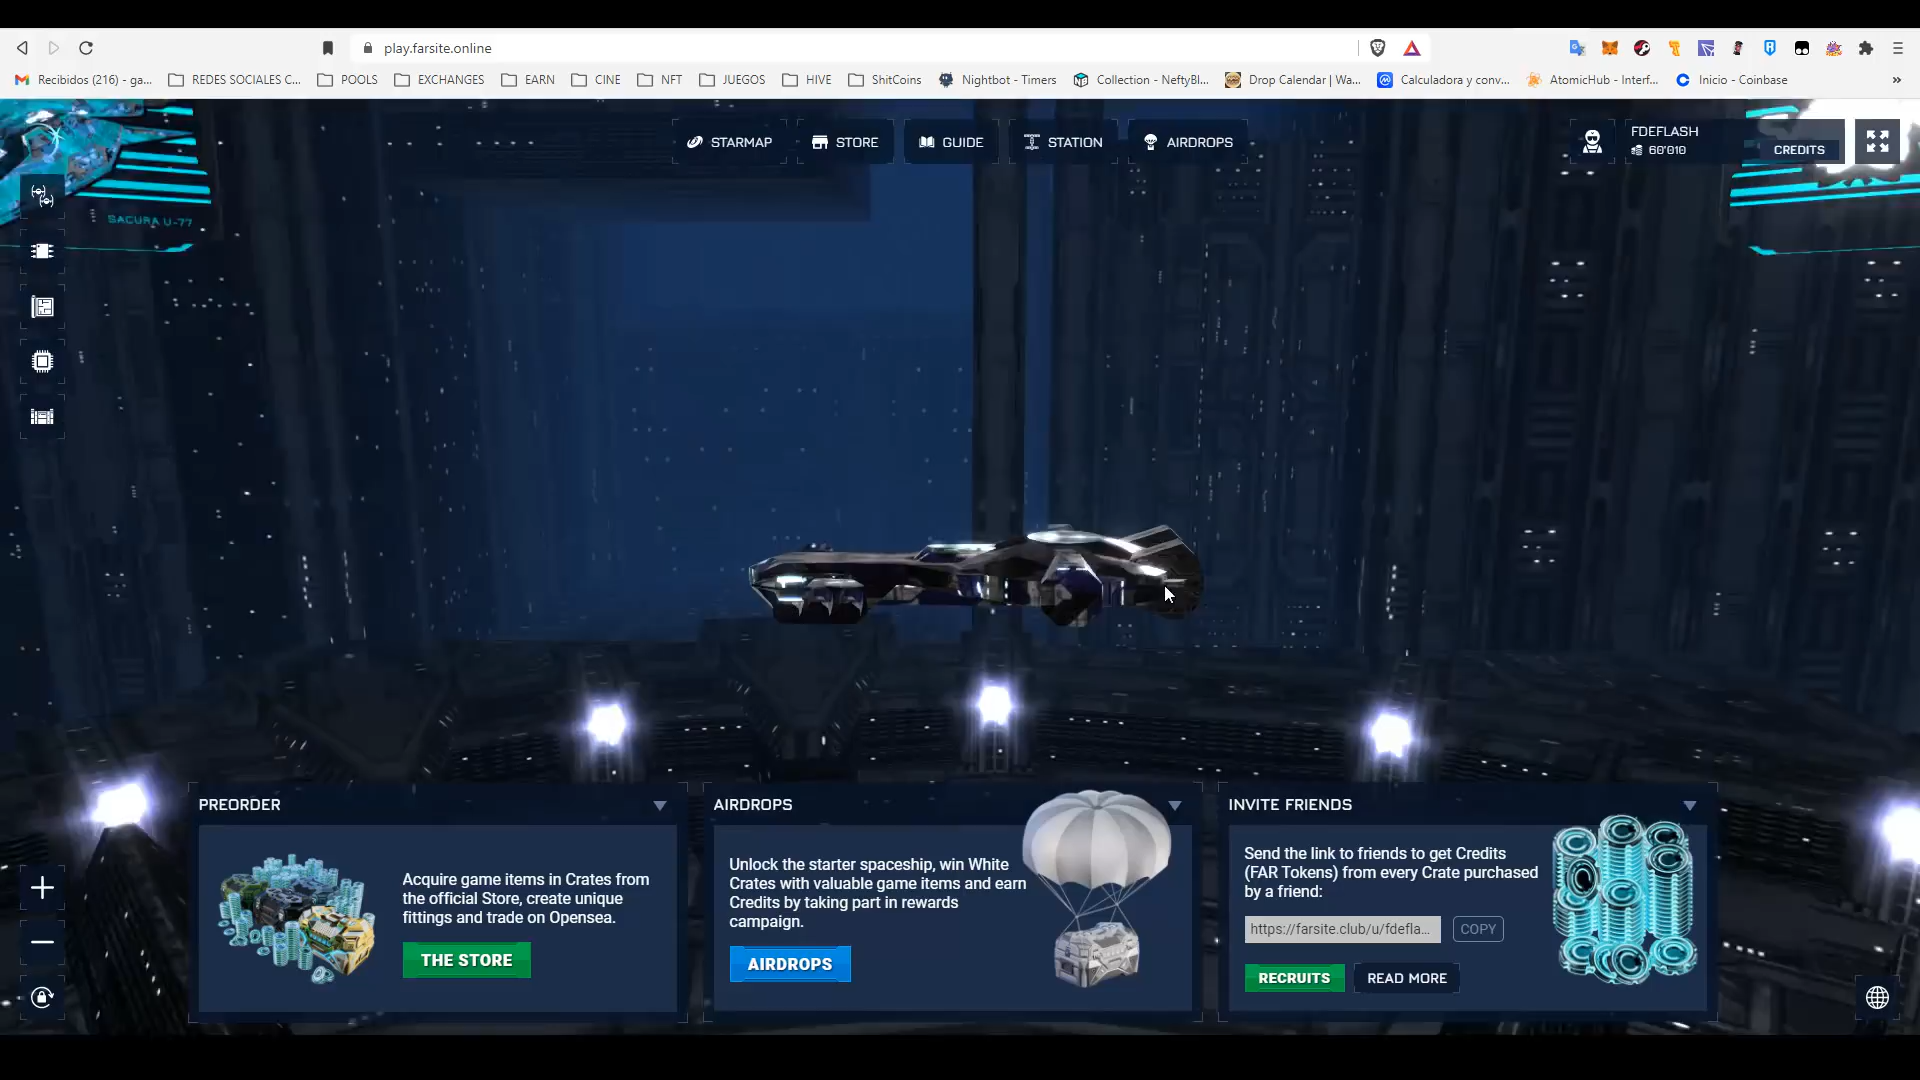 play.farsite.online
Recibidos (216) - ga...
REDES SOCIALES C...
POOLS
EXCHANGES
EARN
CINE
NFT
JUEGOS
HIVE
ShitCoins
Nightbot - Timers
Collection - NeftyBl...
Drop Calendar | Wa...
Calculadora y conv...
AtomicHub - Interf...
Inicio - Coinbase
»
STARMAP
STORE
GUIDE
STATION
AIRDROPS
FDEFLASH
60'010
CREDITS
SACURA U-77
PREORDER
Acquire game items in Crates from
the official Store, create unique
fittings and trade on Opensea.
THE STORE
AIRDROPS
Unlock the starter spaceship, win White
Crates with valuable game items and earn
Credits by taking part in rewards
campaign.
AIRDROPS
INVITE FRIENDS
Send the link to friends to get Credits
(FAR Tokens) from every Crate purchased
by a friend:
https://farsite.club/u/fdefla...
COPY
RECRUITS
READ MORE